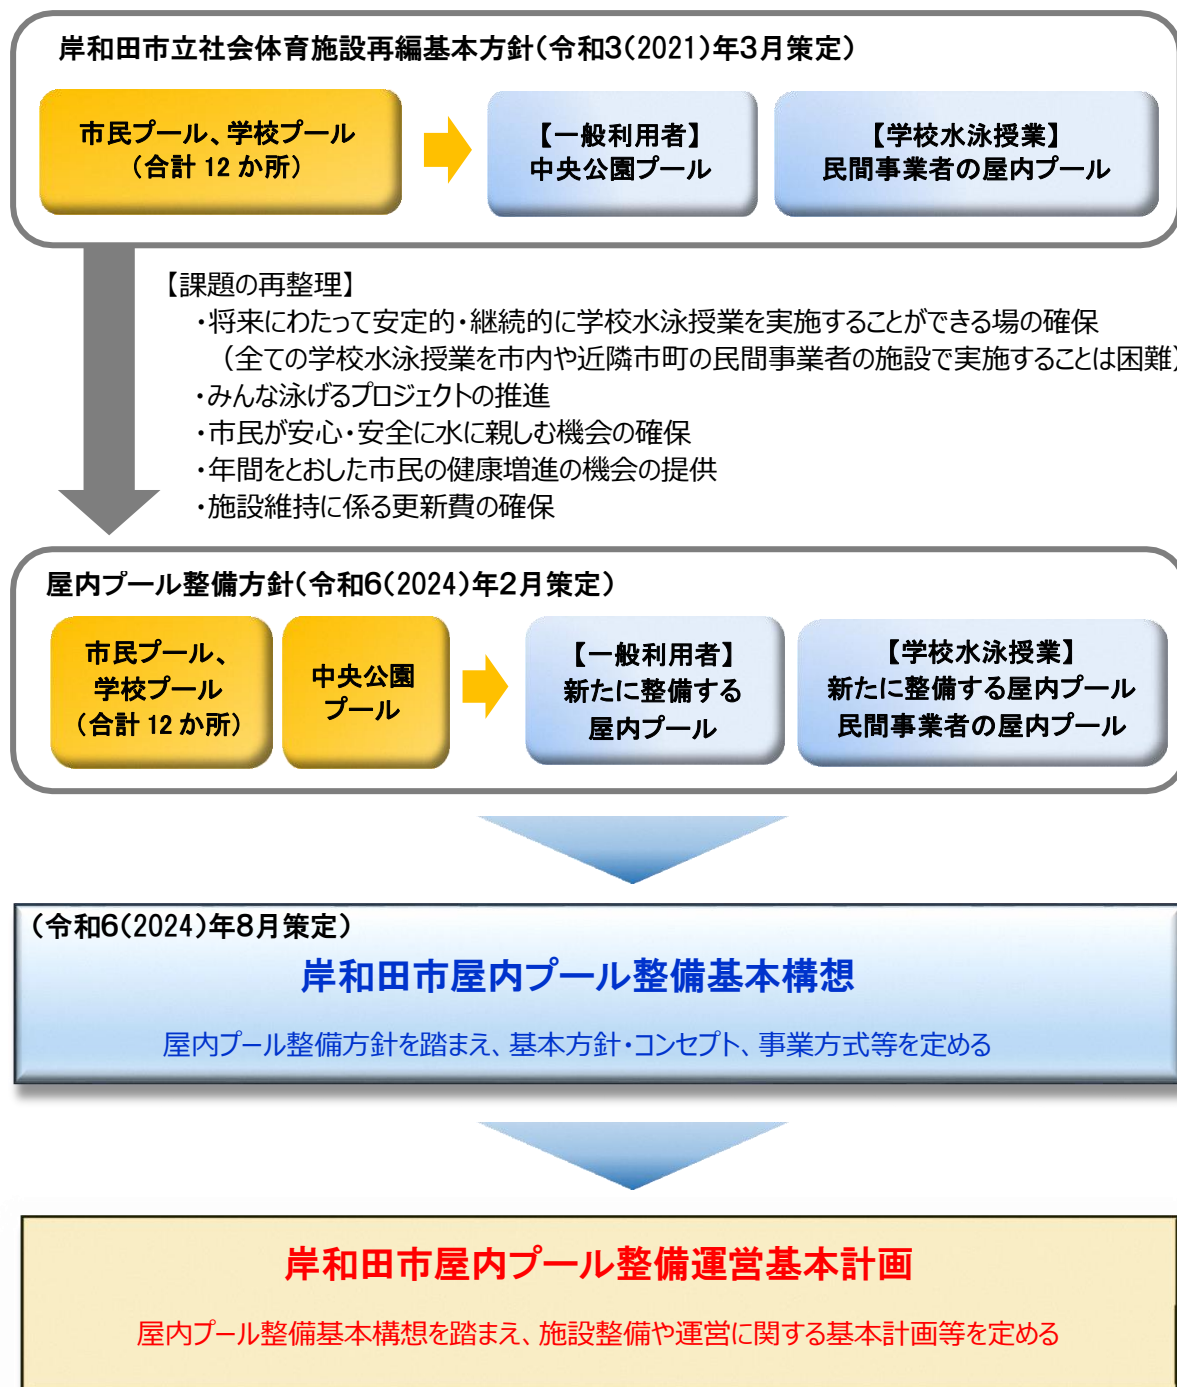 岸和田市立社会体育施設再編基本方針(令和3(2021)年3月策定)
市民プール、学校プール
(合計 12 か所)
【一般利用者】
中央公園プール
【学校水泳授業】
民間事業者の屋内プール
【課題の再整理】
・将来にわたって安定的・継続的に学校水泳授業を実施することができる場の確保
(全ての学校水泳授業を市内や近隣市町の民間事業者の施設で実施することは困難)
・みんな泳げるプロジェクトの推進
・市民が安心・安全に水に親しむ機会の確保
・年間をとおした市民の健康増進の機会の提供
・施設維持に係る更新費の確保
屋内プール整備方針(令和6(2024)年2月策定)
市民プール、
学校プール
(合計 12 か所)
中央公園
プール
【一般利用者】
新たに整備する
屋内プール
【学校水泳授業】
新たに整備する屋内プール
民間事業者の屋内プール
(令和6(2024)年8月策定)
岸和田市屋内プール整備基本構想
屋内プール整備方針を踏まえ、基本方針・コンセプト、事業方式等を定める
岸和田市屋内プール整備運営基本計画
屋内プール整備基本構想を踏まえ、施設整備や運営に関する基本計画等を定める